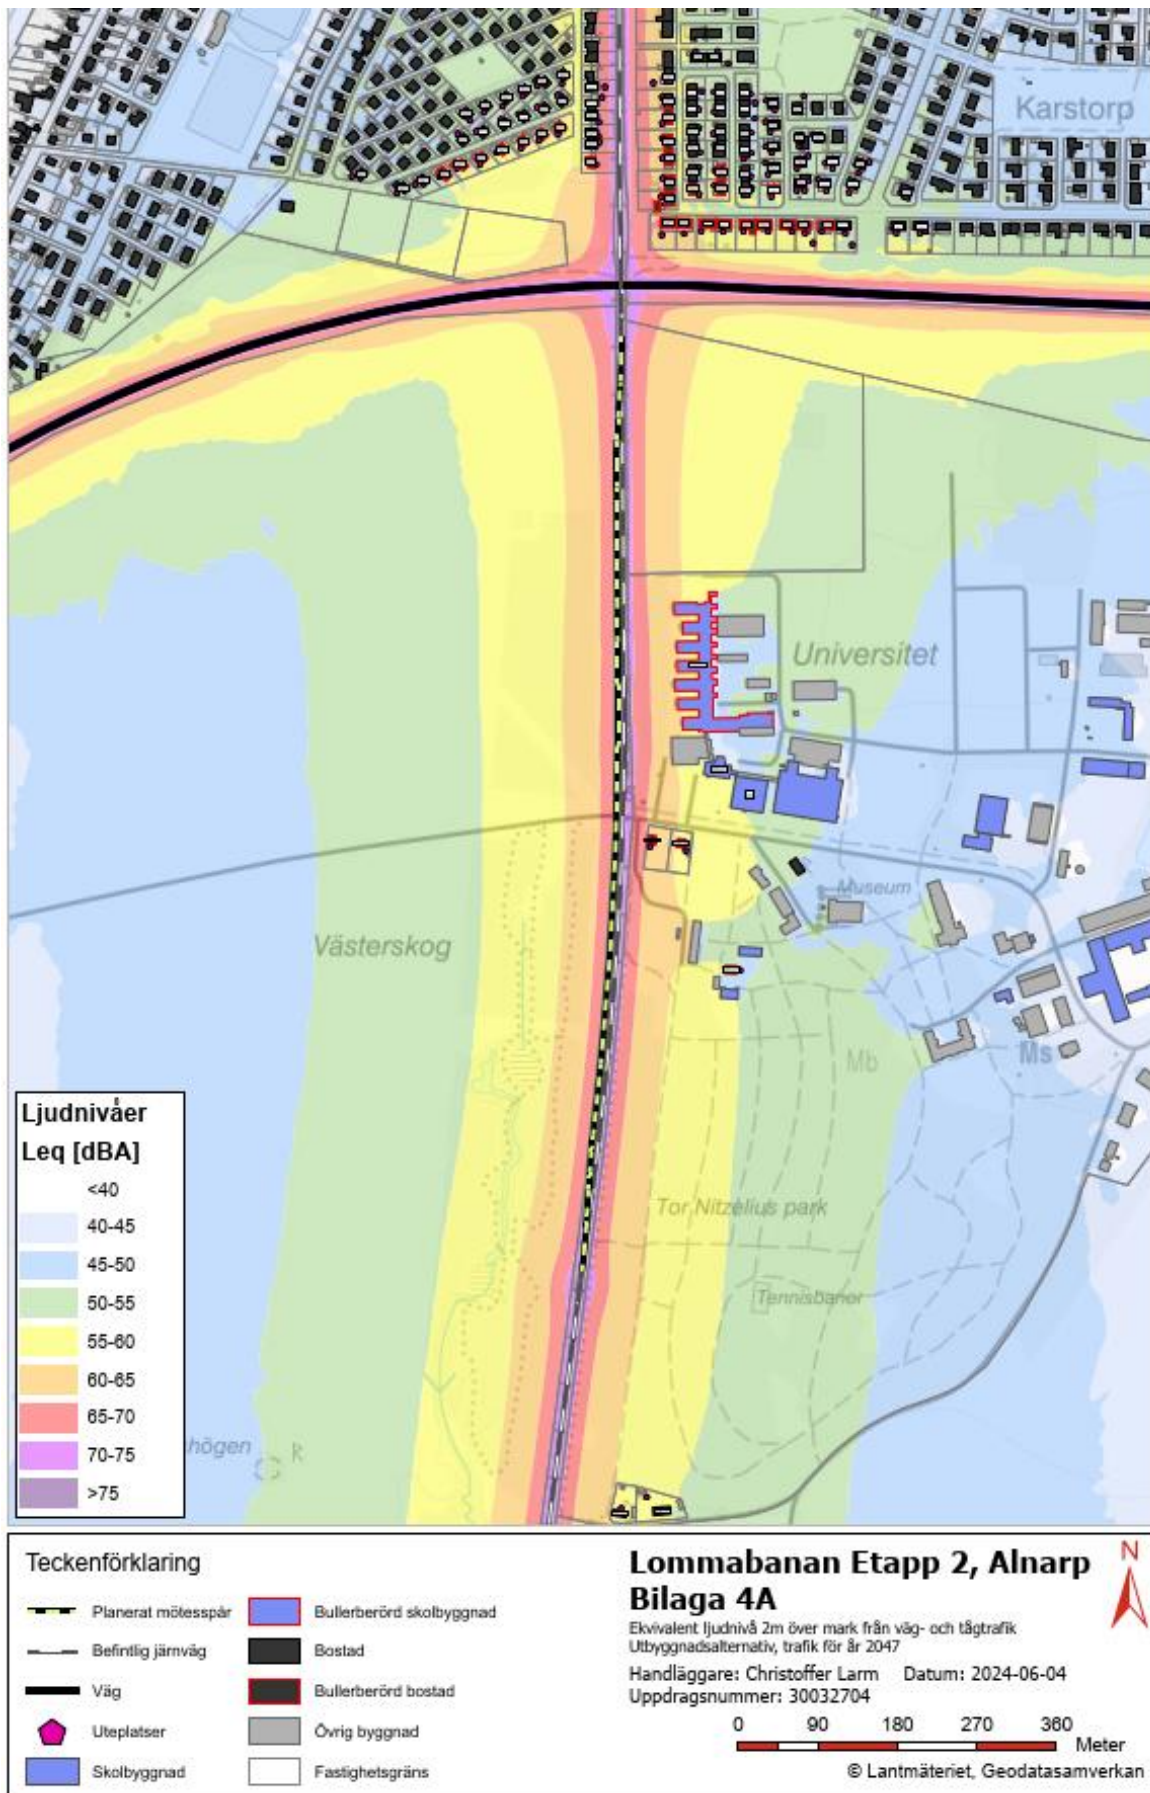 Karstorp
Universitet
Museum
Västerskog
Mb
Ms
Tor Nitzelius park
Tennisbanor
högen
R
Ljudnivåer
Leq [dBA]
<40
40-45
45-50
50-55
55-60
60-65
65-70
70-75
>75
Teckenförklaring
Planerat mötesspår
Befintlig järnväg
Väg
Uteplatser
Skolbyggnad
Bullerberörd skolbyggnad
Bostad
Bullerberörd bostad
Övrig byggnad
Fastighetsgräns
Lommabanan Etapp 2, Alnarp
Bilaga 4A
Ekvivalent ljudnivå 2m över mark från väg- och tågtrafik
Utbyggnadsalternativ, trafik för år 2047
Handläggare: Christoffer Larm Datum: 2024-06-04
Uppdragsnummer: 30032704
N
0 90 180 270 360
Meter
© Lantmäteriet, Geodatasamverkan